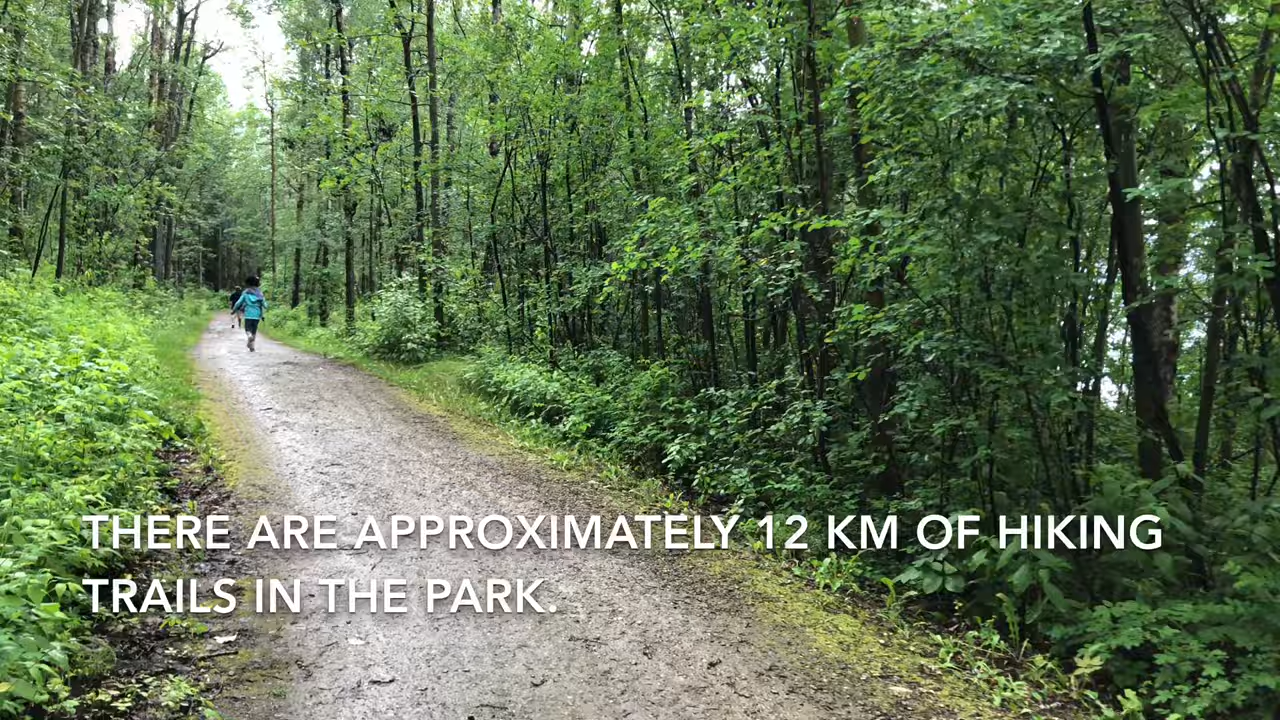 THERE ARE APPROXIMATELY 12 KM OF HIKING
TRAILS IN THE PARK.